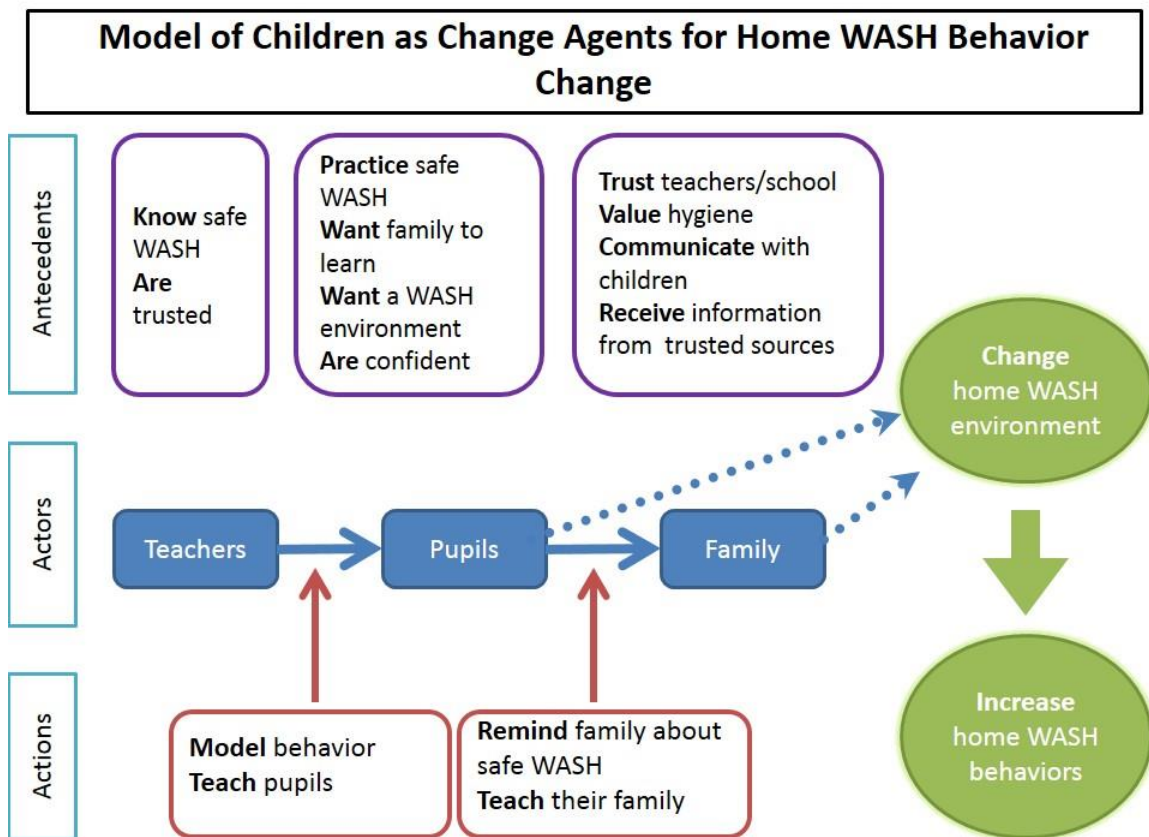 Model of Children as Change Agents for Home WASH Behavior
Change
Antecedents
Know safe
WASH
Are
trusted
Practice safe
WASH
Want family to
learn
Want a WASH
environment
Are confident
Trust teachers/school
Value hygiene
Communicate with
children
Receive information
from trusted sources
Change
home WASH
environment
Actors
Teachers
Pupils
Family
Actions
Model behavior
Teach pupils
Remind family about
safe WASH
Teach their family
Increase
home WASH
behaviors